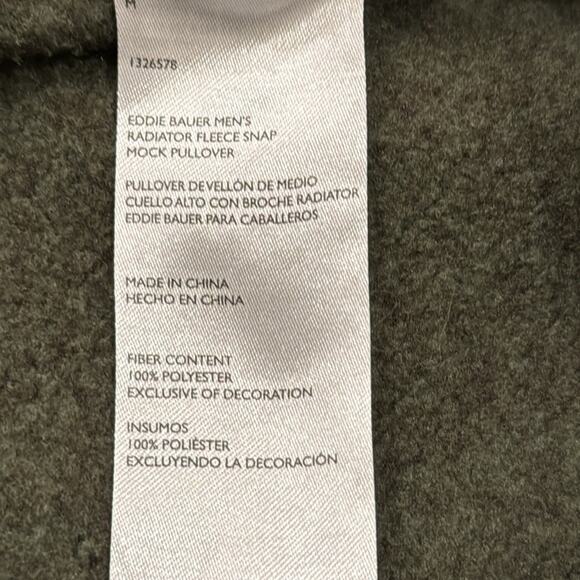 M
1326578
EDDIE BAUER MEN'S
RADIATOR FLEECE SNAP
MOCK PULLOVER
PULLOVER DE VELLÓN DE MEDIO
CUELLO ALTO CON BROCHE RADIATOR
EDDIE BAUER PARA CABALLEROS
MADE IN CHINA
HECHO EN CHINA
FIBER CONTENT
100% POLYESTER
EXCLUSIVE OF DECORATION
INSUMOS
100% POLIÉSTER
EXCLUYENDO LA DECORACIÓN